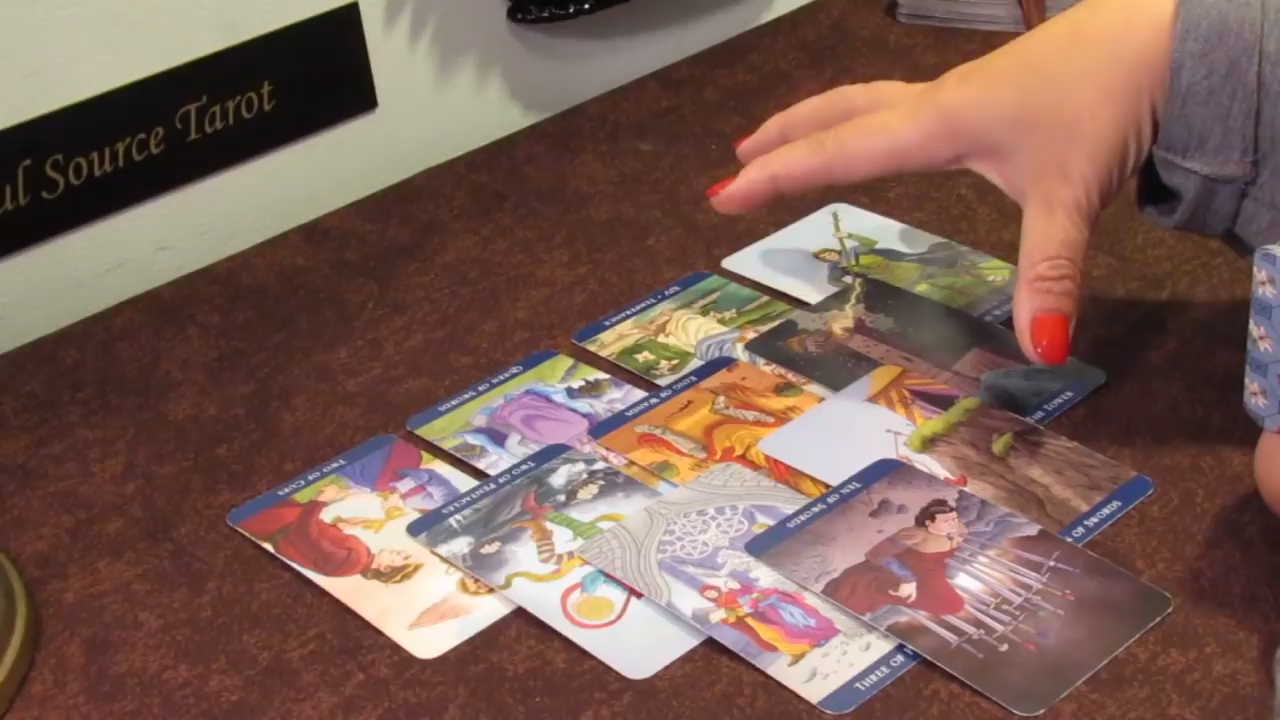 ul Source Tarot
XIV • TEMPERANCE
THE TOWER
QUEEN OF SWORDS
KING OF WANDS
TWO OF CUPS
TWO OF PENTACLES
TEN OF SWORDS
OF SWORDS
THREE OF